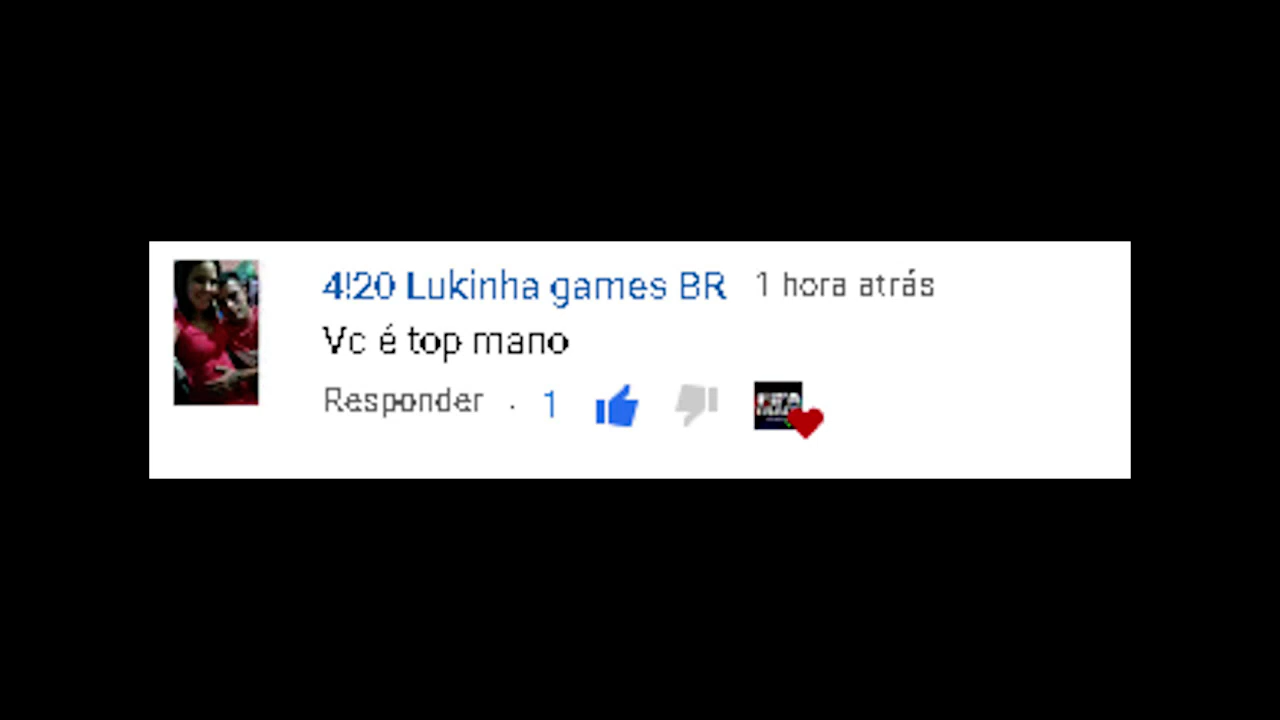 4!20 Lukinha games BR 1 hora atrás
Vc é top mano
Responder · 1